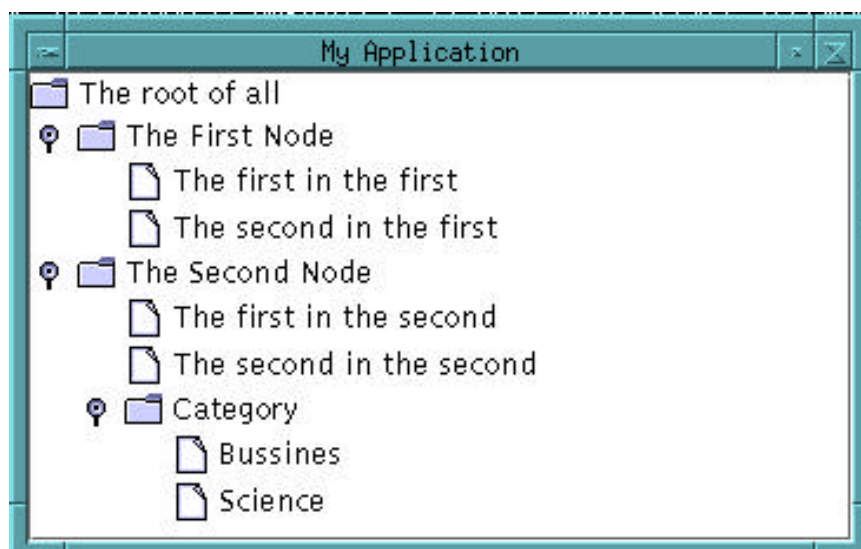 My Application
The root of all
The First Node
The first in the first
The second in the first
The Second Node
The first in the second
The second in the second
Category
Bussines
Science